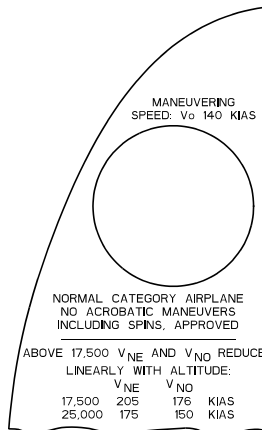 MANEUVERING
SPEED: Vo 140 KIAS
NORMAL CATEGORY AIRPLANE
NO ACROBATIC MANEUVERS
INCLUDING SPINS, APPROVED
ABOVE 17,500 VNE AND VNO REDUCE
LINEARLY WITH ALTITUDE:
VNE VNO
17,500 205 176 KIAS
25,000 175 150 KIAS